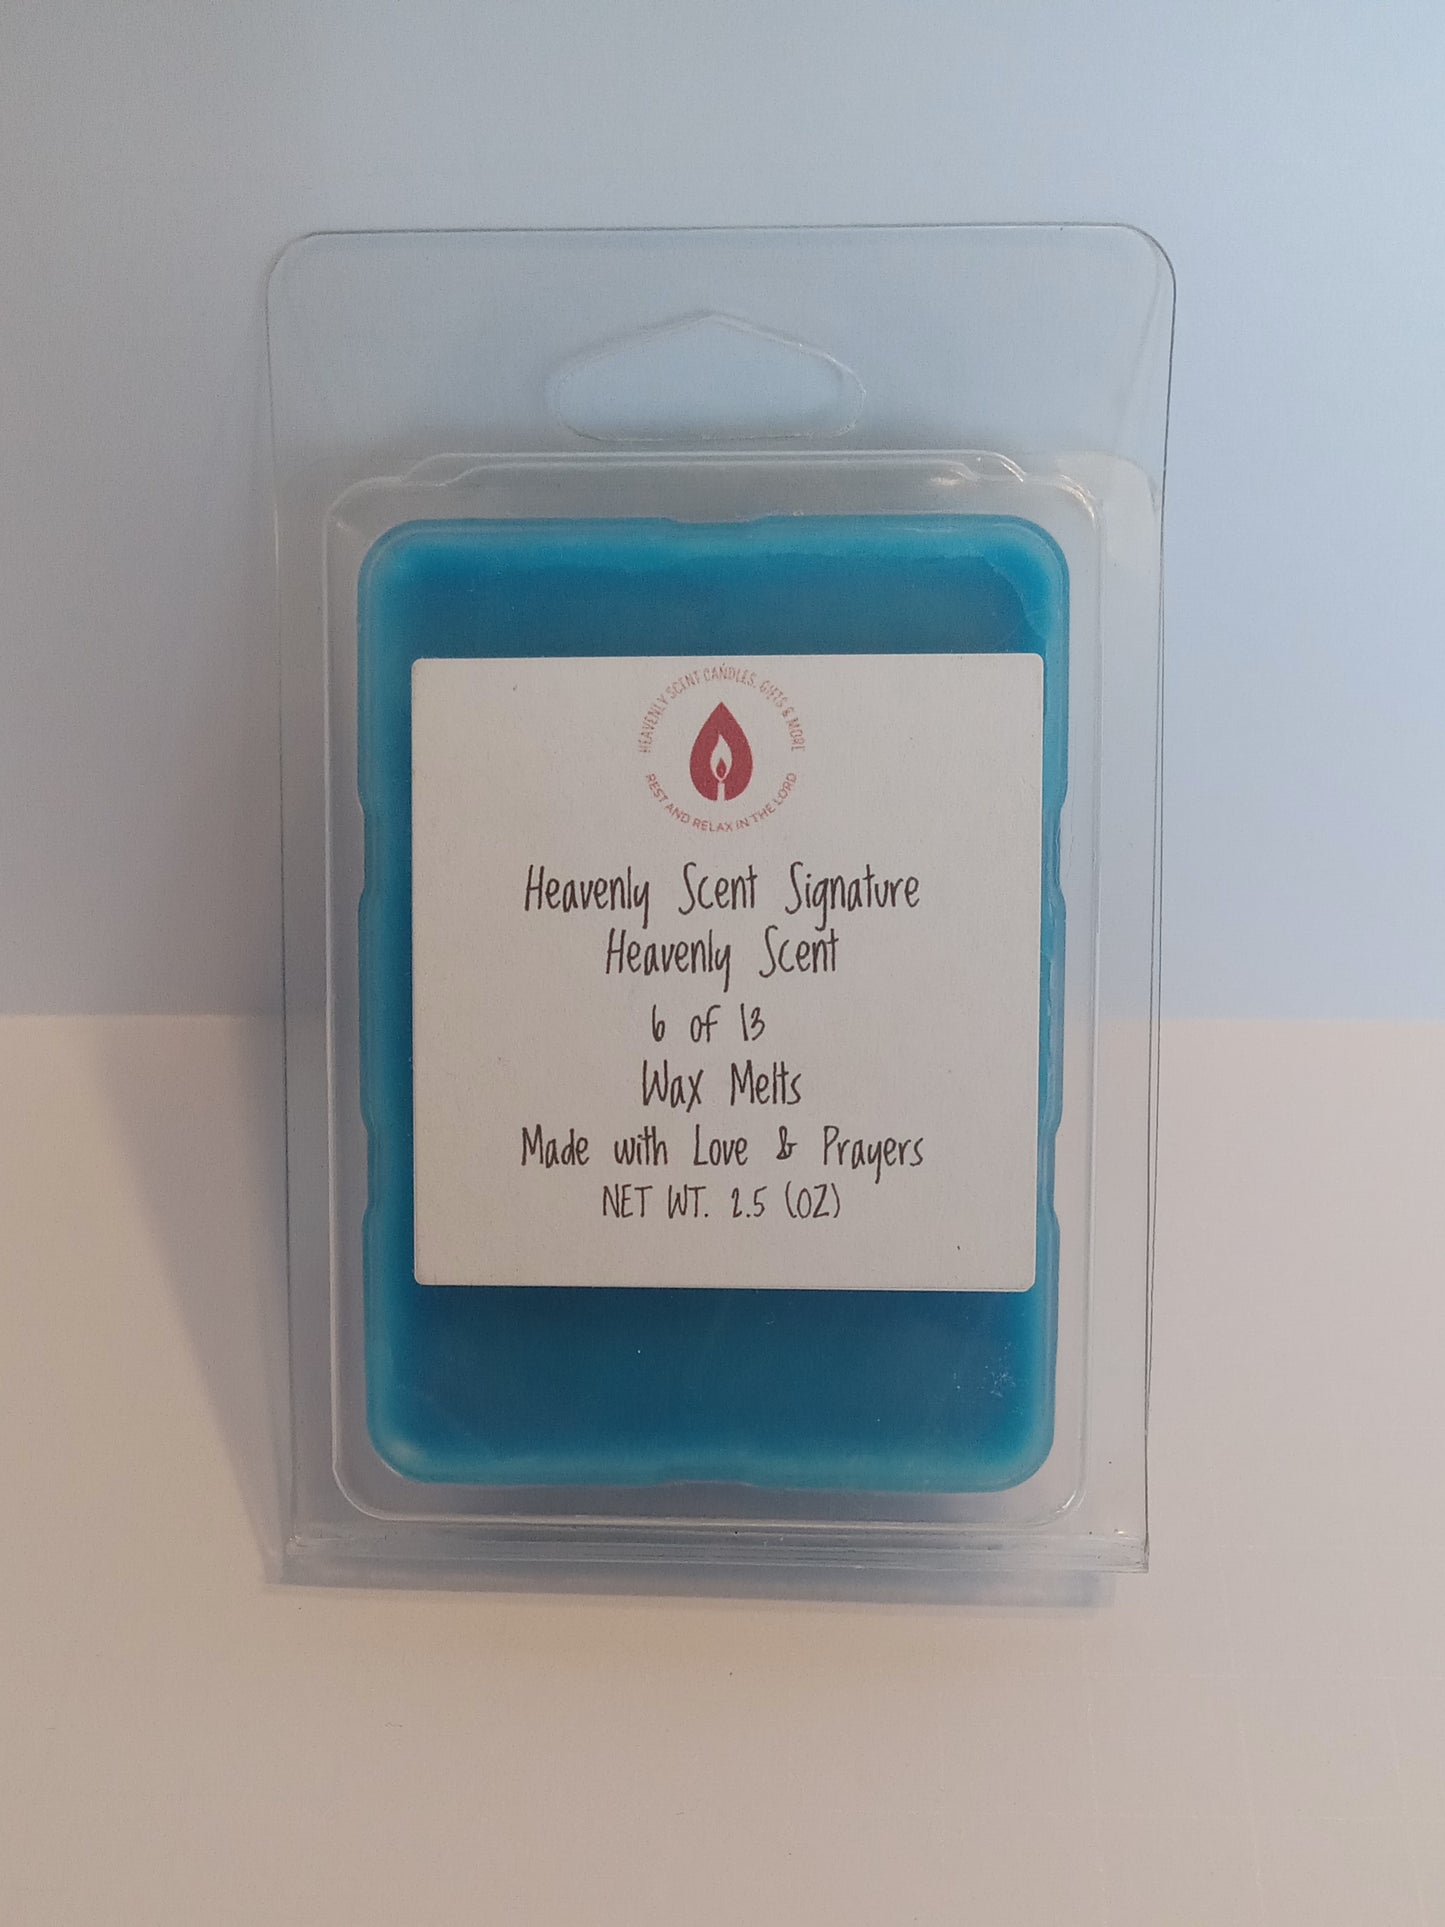 HEAVENLY SCENT CANDLES, GIFTS & MORE
REST AND RELAX IN THE LORD
Heavenly Scent Signature
Heavenly Scent
6 of 13
Wax Melts
Made with Love & Prayers
NET WT. 2.5 (OZ)